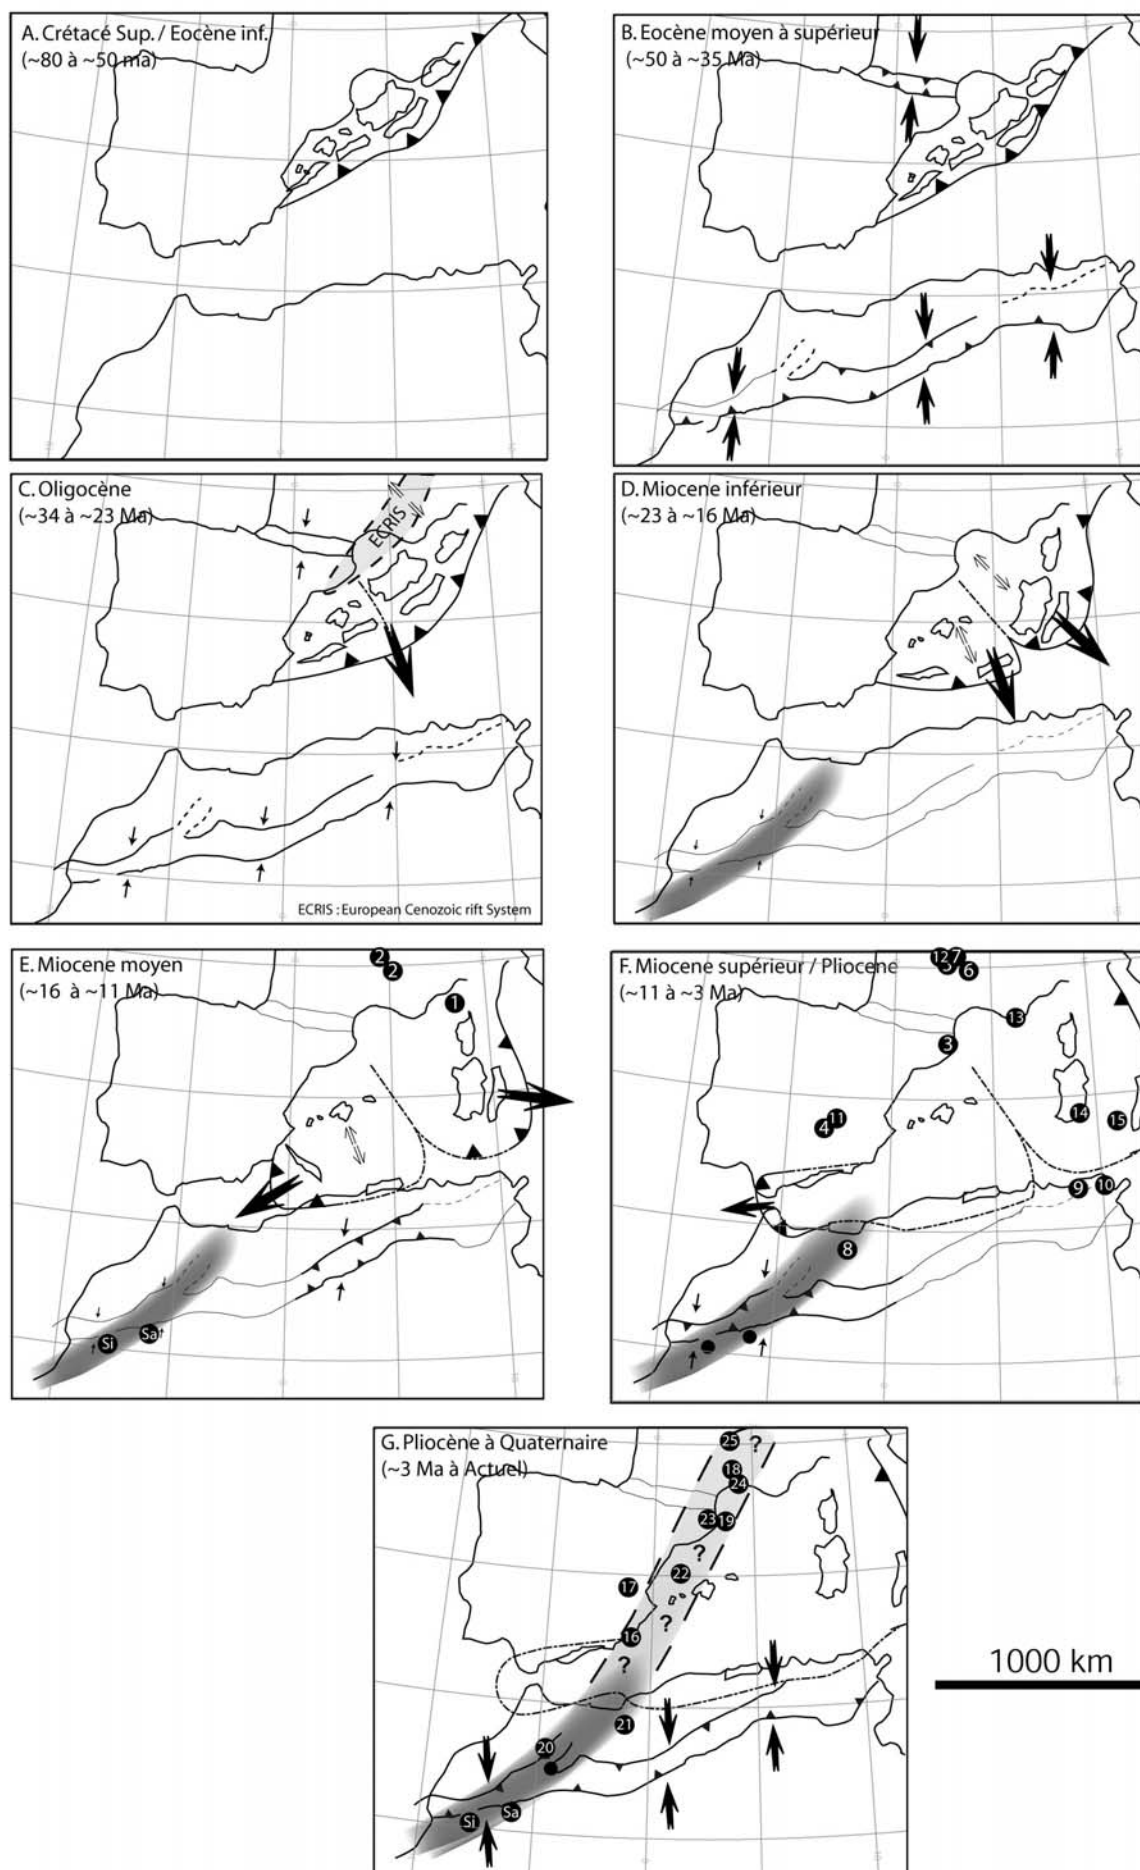 A. Crétacé Sup. / Eocène inf.
(~80 à ~50 ma)
B. Eocène moyen à supérieur
(~50 à ~35 Ma)
C. Oligocène
(~34 à ~23 Ma)
ECRIS
ECRIS : European Cenozoic rift System
D. Miocene inférieur
(~23 à ~16 Ma)
E. Miocene moyen
(~16 à ~11 Ma)
2
2
1
Si
Sa
F. Miocene supérieur / Pliocene
(~11 à ~3 Ma)
12
7
5
6
13
3
4
11
14
15
9
10
8
G. Pliocène à Quaternaire
(~3 Ma à Actuel)
25
?
18
24
23
19
?
22
17
?
16
?
21
20
Si
Sa
1000 km